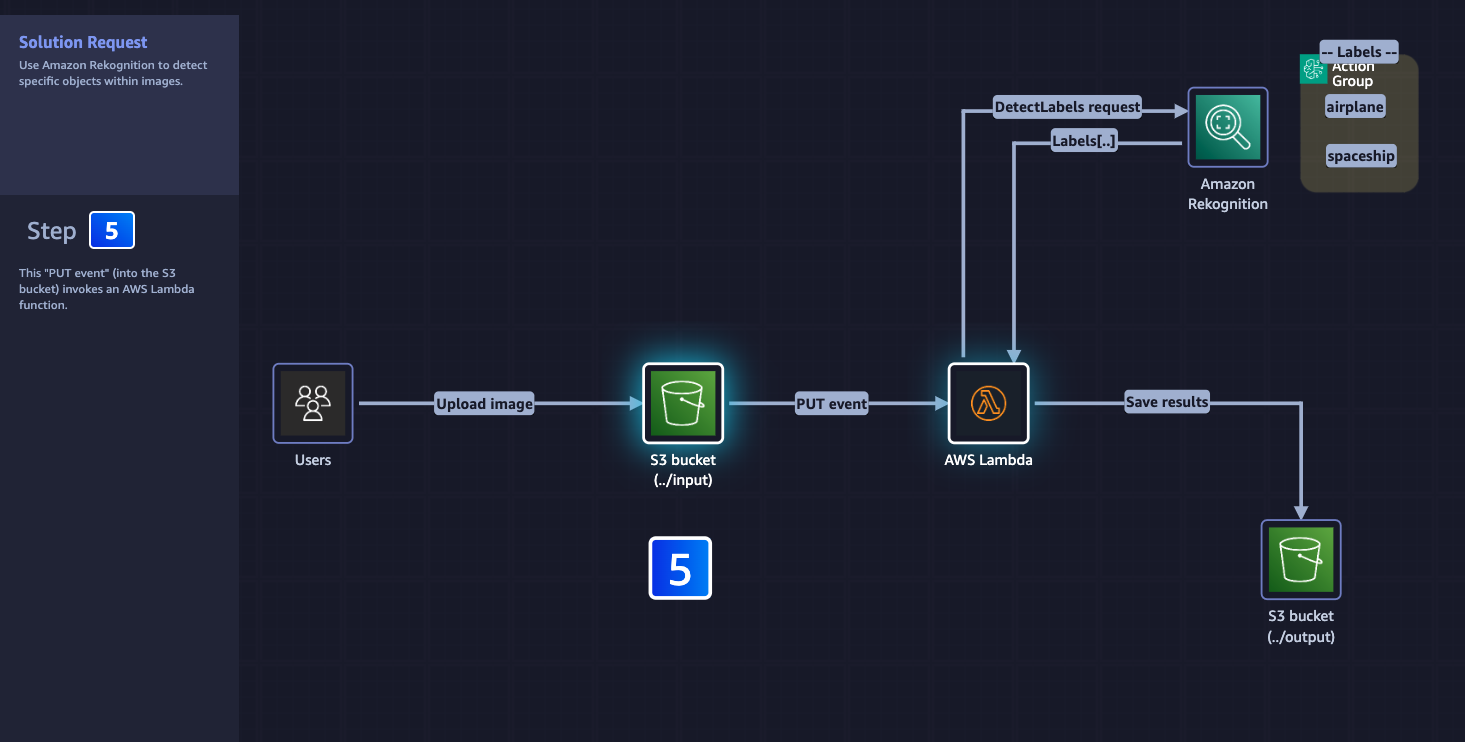 Solution Request
Use Amazon Rekognition to detect
specific objects within images.
Step 5
This "PUT event" (into the S3
bucket) invokes an AWS Lambda
function.
-- Labels --
Action
Group
airplane
spaceship
DetectLabels request
Labels[..]
Amazon
Rekognition
Upload image
PUT event
Save results
Users
S3 bucket
(../input)
AWS Lambda
5
S3 bucket
(../output)